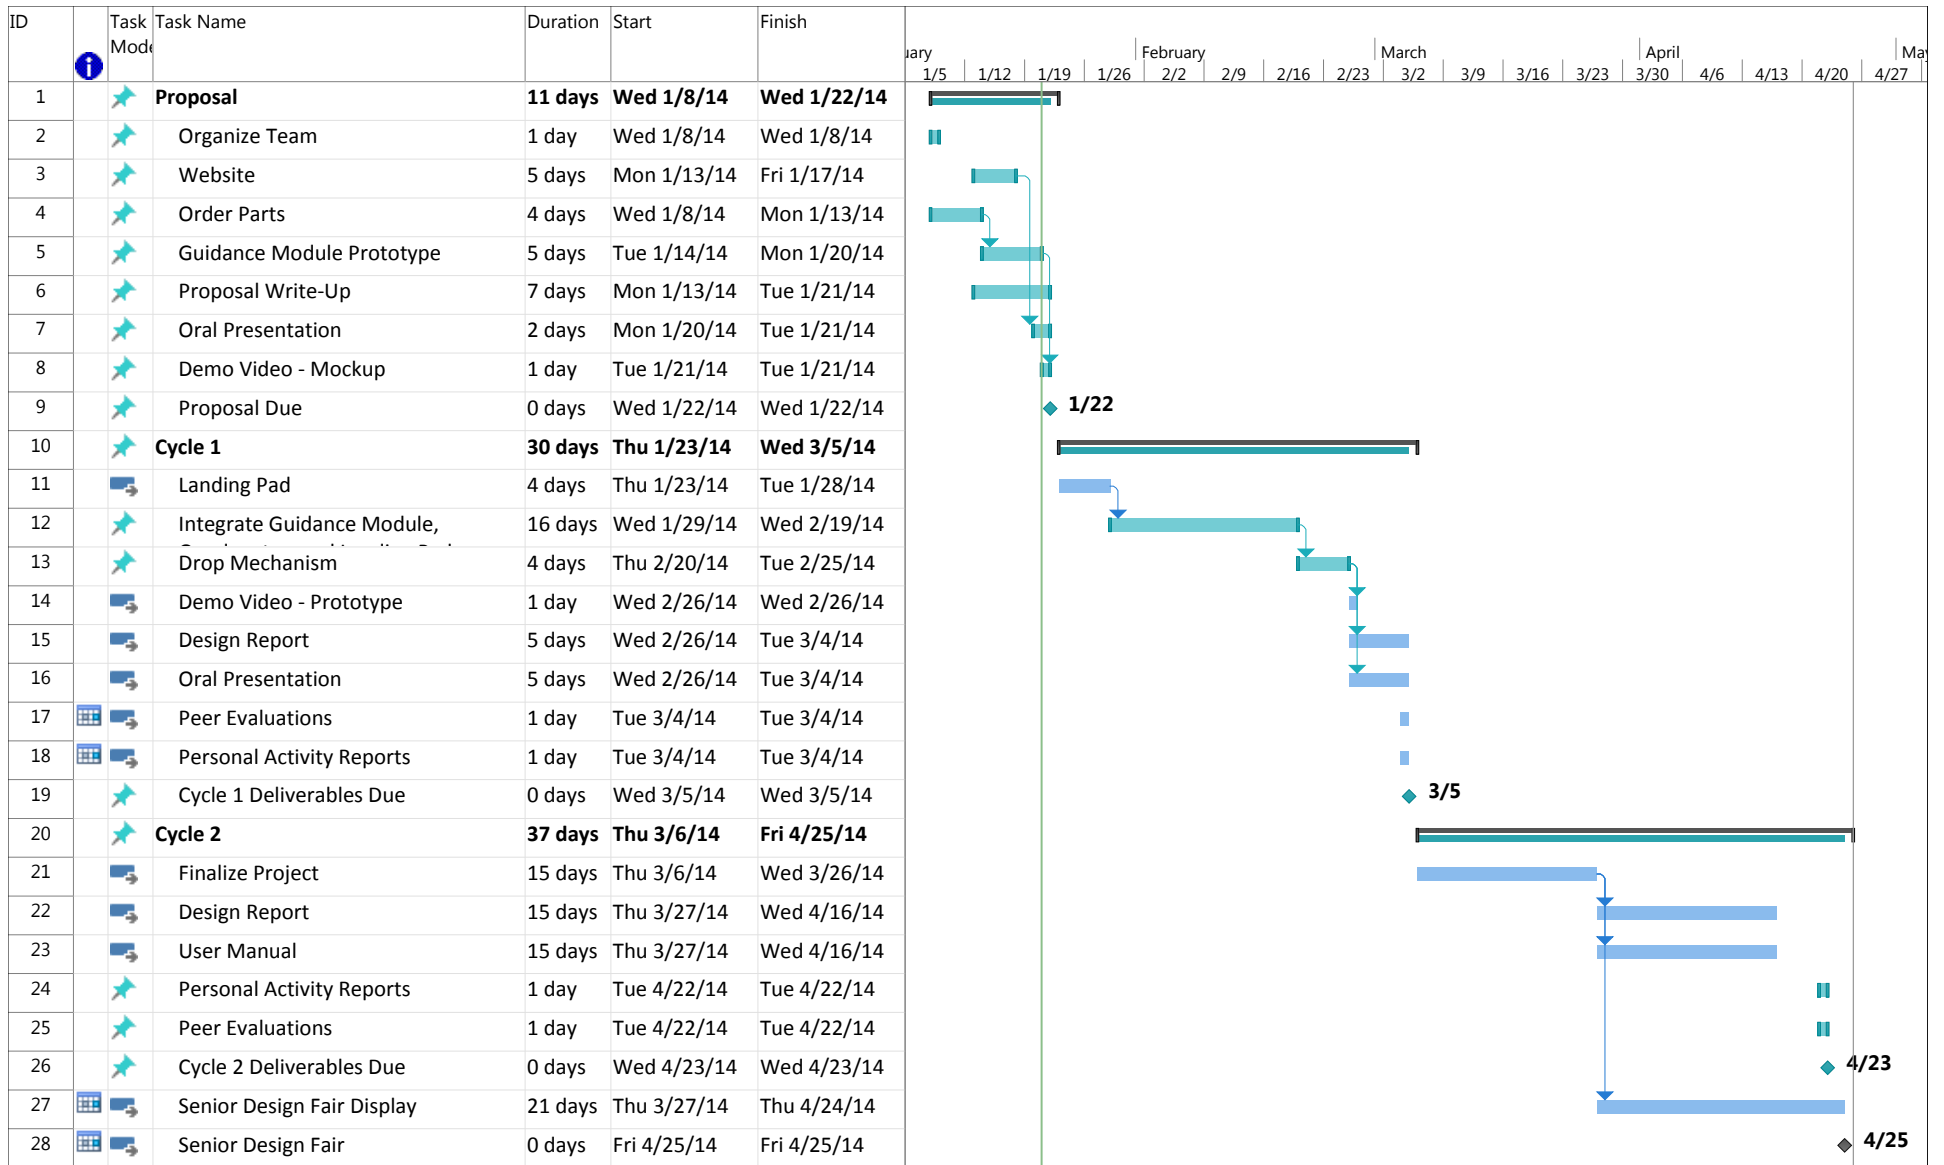 ID Task Mode Task Name Duration Start Finish
uary February March April May
1/5 1/12 1/19 1/26 2/2 2/9 2/16 2/23 3/2 3/9 3/16 3/23 3/30 4/6 4/13 4/20 4/27
1 Proposal 11 days Wed 1/8/14 Wed 1/22/14
2 Organize Team 1 day Wed 1/8/14 Wed 1/8/14
3 Website 5 days Mon 1/13/14 Fri 1/17/14
4 Order Parts 4 days Wed 1/8/14 Mon 1/13/14
5 Guidance Module Prototype 5 days Tue 1/14/14 Mon 1/20/14
6 Proposal Write-Up 7 days Mon 1/13/14 Tue 1/21/14
7 Oral Presentation 2 days Mon 1/20/14 Tue 1/21/14
8 Demo Video - Mockup 1 day Tue 1/21/14 Tue 1/21/14
9 Proposal Due 0 days Wed 1/22/14 Wed 1/22/14 1/22
10 Cycle 1 30 days Thu 1/23/14 Wed 3/5/14
11 Landing Pad 4 days Thu 1/23/14 Tue 1/28/14
12 Integrate Guidance Module, 16 days Wed 1/29/14 Wed 2/19/14
13 Drop Mechanism 4 days Thu 2/20/14 Tue 2/25/14
14 Demo Video - Prototype 1 day Wed 2/26/14 Wed 2/26/14
15 Design Report 5 days Wed 2/26/14 Tue 3/4/14
16 Oral Presentation 5 days Wed 2/26/14 Tue 3/4/14
17 Peer Evaluations 1 day Tue 3/4/14 Tue 3/4/14
18 Personal Activity Reports 1 day Tue 3/4/14 Tue 3/4/14
19 Cycle 1 Deliverables Due 0 days Wed 3/5/14 Wed 3/5/14 3/5
20 Cycle 2 37 days Thu 3/6/14 Fri 4/25/14
21 Finalize Project 15 days Thu 3/6/14 Wed 3/26/14
22 Design Report 15 days Thu 3/27/14 Wed 4/16/14
23 User Manual 15 days Thu 3/27/14 Wed 4/16/14
24 Personal Activity Reports 1 day Tue 4/22/14 Tue 4/22/14
25 Peer Evaluations 1 day Tue 4/22/14 Tue 4/22/14
26 Cycle 2 Deliverables Due 0 days Wed 4/23/14 Wed 4/23/14 4/23
27 Senior Design Fair Display 21 days Thu 3/27/14 Thu 4/24/14
28 Senior Design Fair 0 days Fri 4/25/14 Fri 4/25/14 4/25